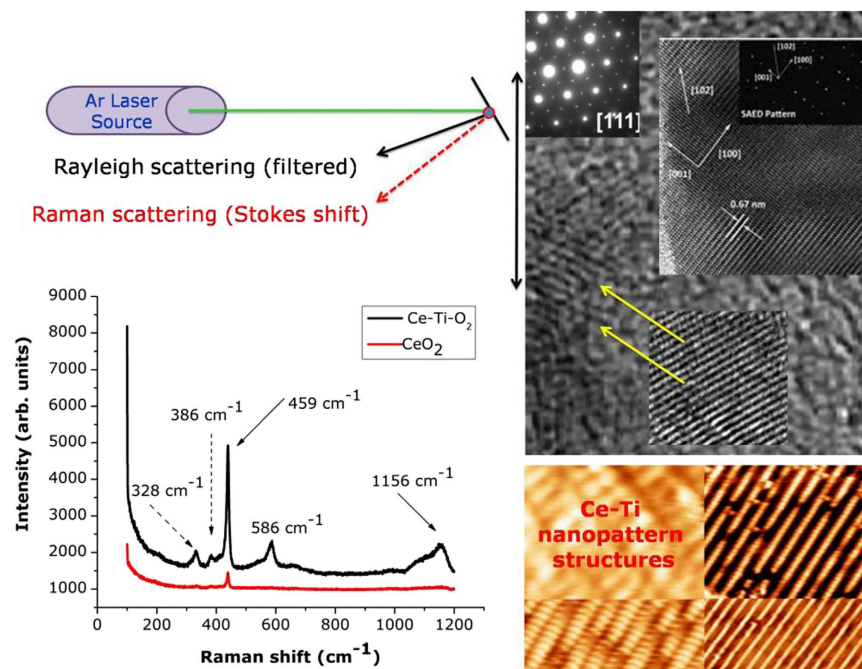 Ar Laser
Source
Rayleigh scattering (filtered)
Raman scattering (Stokes shift)
[111]
[102]
[102]
[100]
[001]
SAED Pattern
[100]
[001]
0.67 nm
9000
8000
7000
6000
5000
4000
3000
2000
1000
Intensity (arb. units)
Ce-Ti-O₂
CeO₂
328 cm⁻¹
386 cm⁻¹
459 cm⁻¹
586 cm⁻¹
1156 cm⁻¹
0 200 400 600 800 1000 1200
Raman shift (cm⁻¹)
Ce-Ti
nanopattern
structures